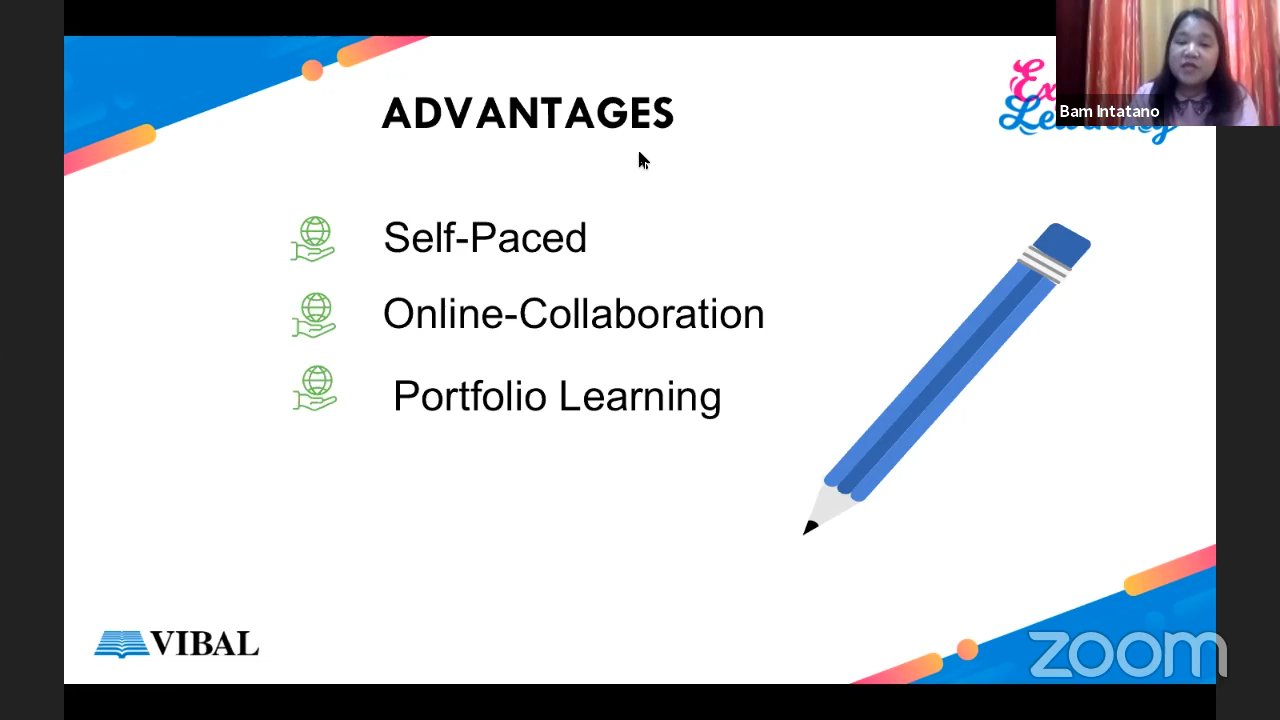 ADVANTAGES
Bam Intatano
Self-Paced
Online-Collaboration
Portfolio Learning
VIBAL
zoom